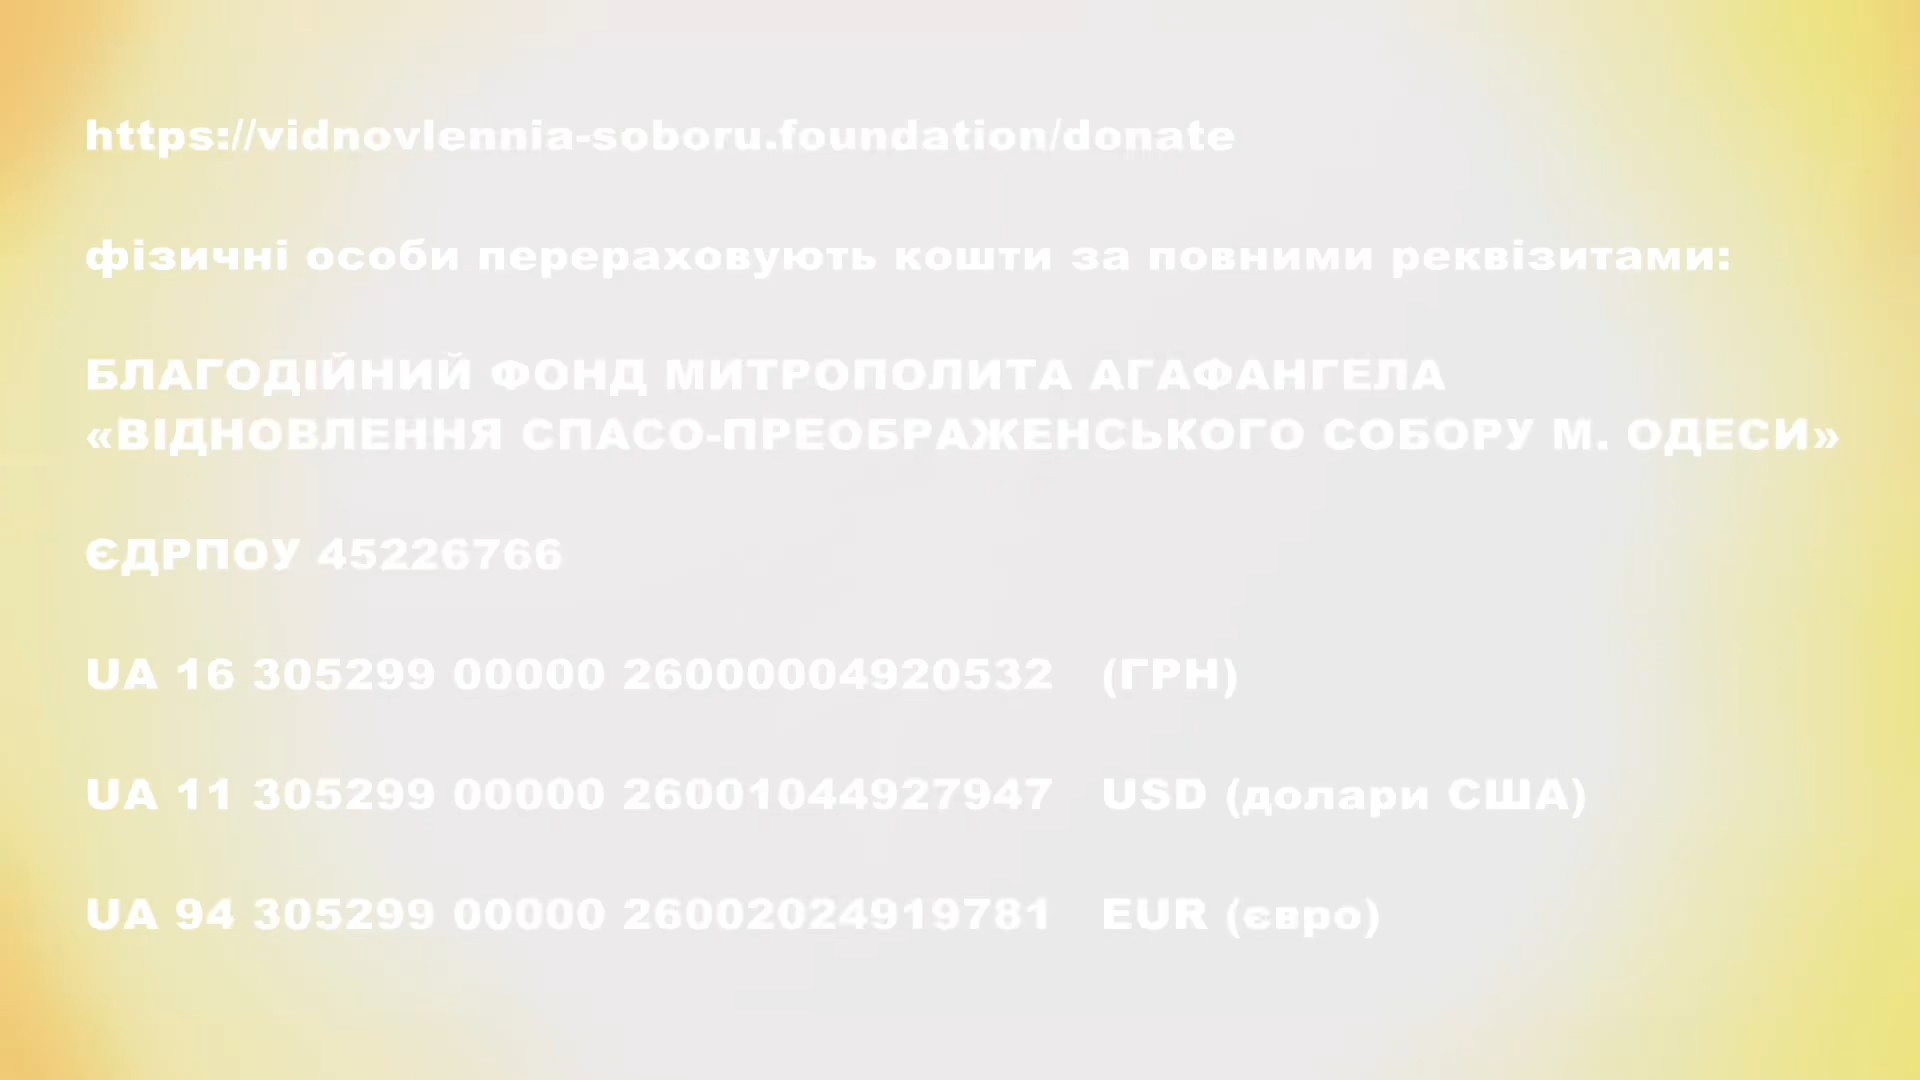 https://vidnovlennia-soboru.foundation/donate
фізичні особи перераховують кошти за повними реквізитами:
БЛАГОДІЙНИЙ ФОНД МИТРОПОЛИТА АГАФАНГЕЛА
«ВІДНОВЛЕННЯ СПАСО-ПРЕОБРАЖЕНСЬКОГО СОБОРУ М. ОДЕСИ»
ЄДРПОУ 45226766
UA 16 305299 00000 26000004920532 (ГРН)
UA 11 305299 00000 26001044927947 USD (долари США)
UA 94 305299 00000 26002024919781 EUR (євро)